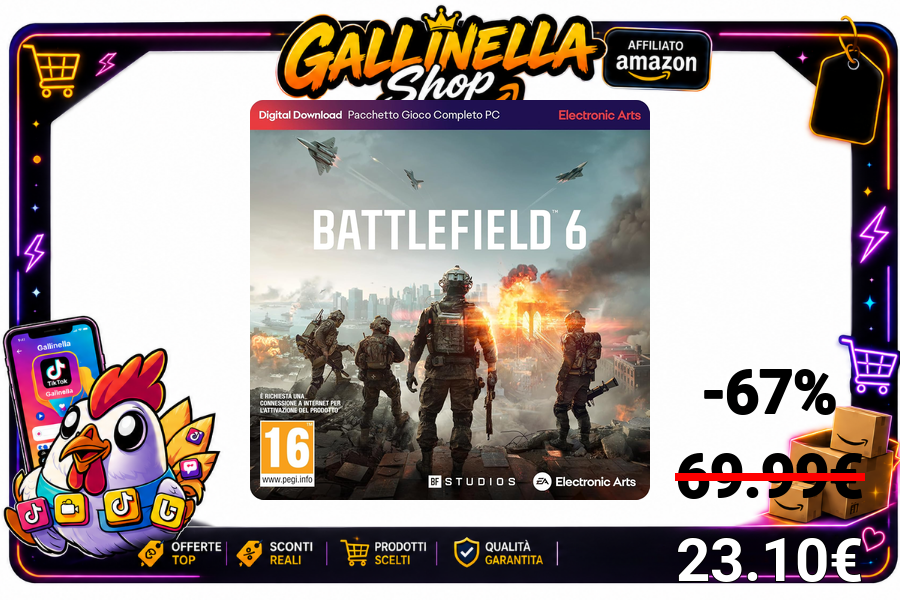 GALLINELLA
Shop
AFFILIATO
amazon
Digital Download Pacchetto Gioco Completo PC
Electronic Arts
BATTLEFIELD™ 6
Gallinella
TikTok
Gallinella
È RICHIESTA UNA
CONNESSIONE A INTERNET PER
L'ATTIVAZIONE DEL PRODOTTO
16
www.pegi.info
BF STUDIOS
EA Electronic Arts
-67%
69.99€
23.10€
OFFERTE
TOP
SCONTI
REALI
PRODOTTI
SCELTI
QUALITÀ
GARANTITA